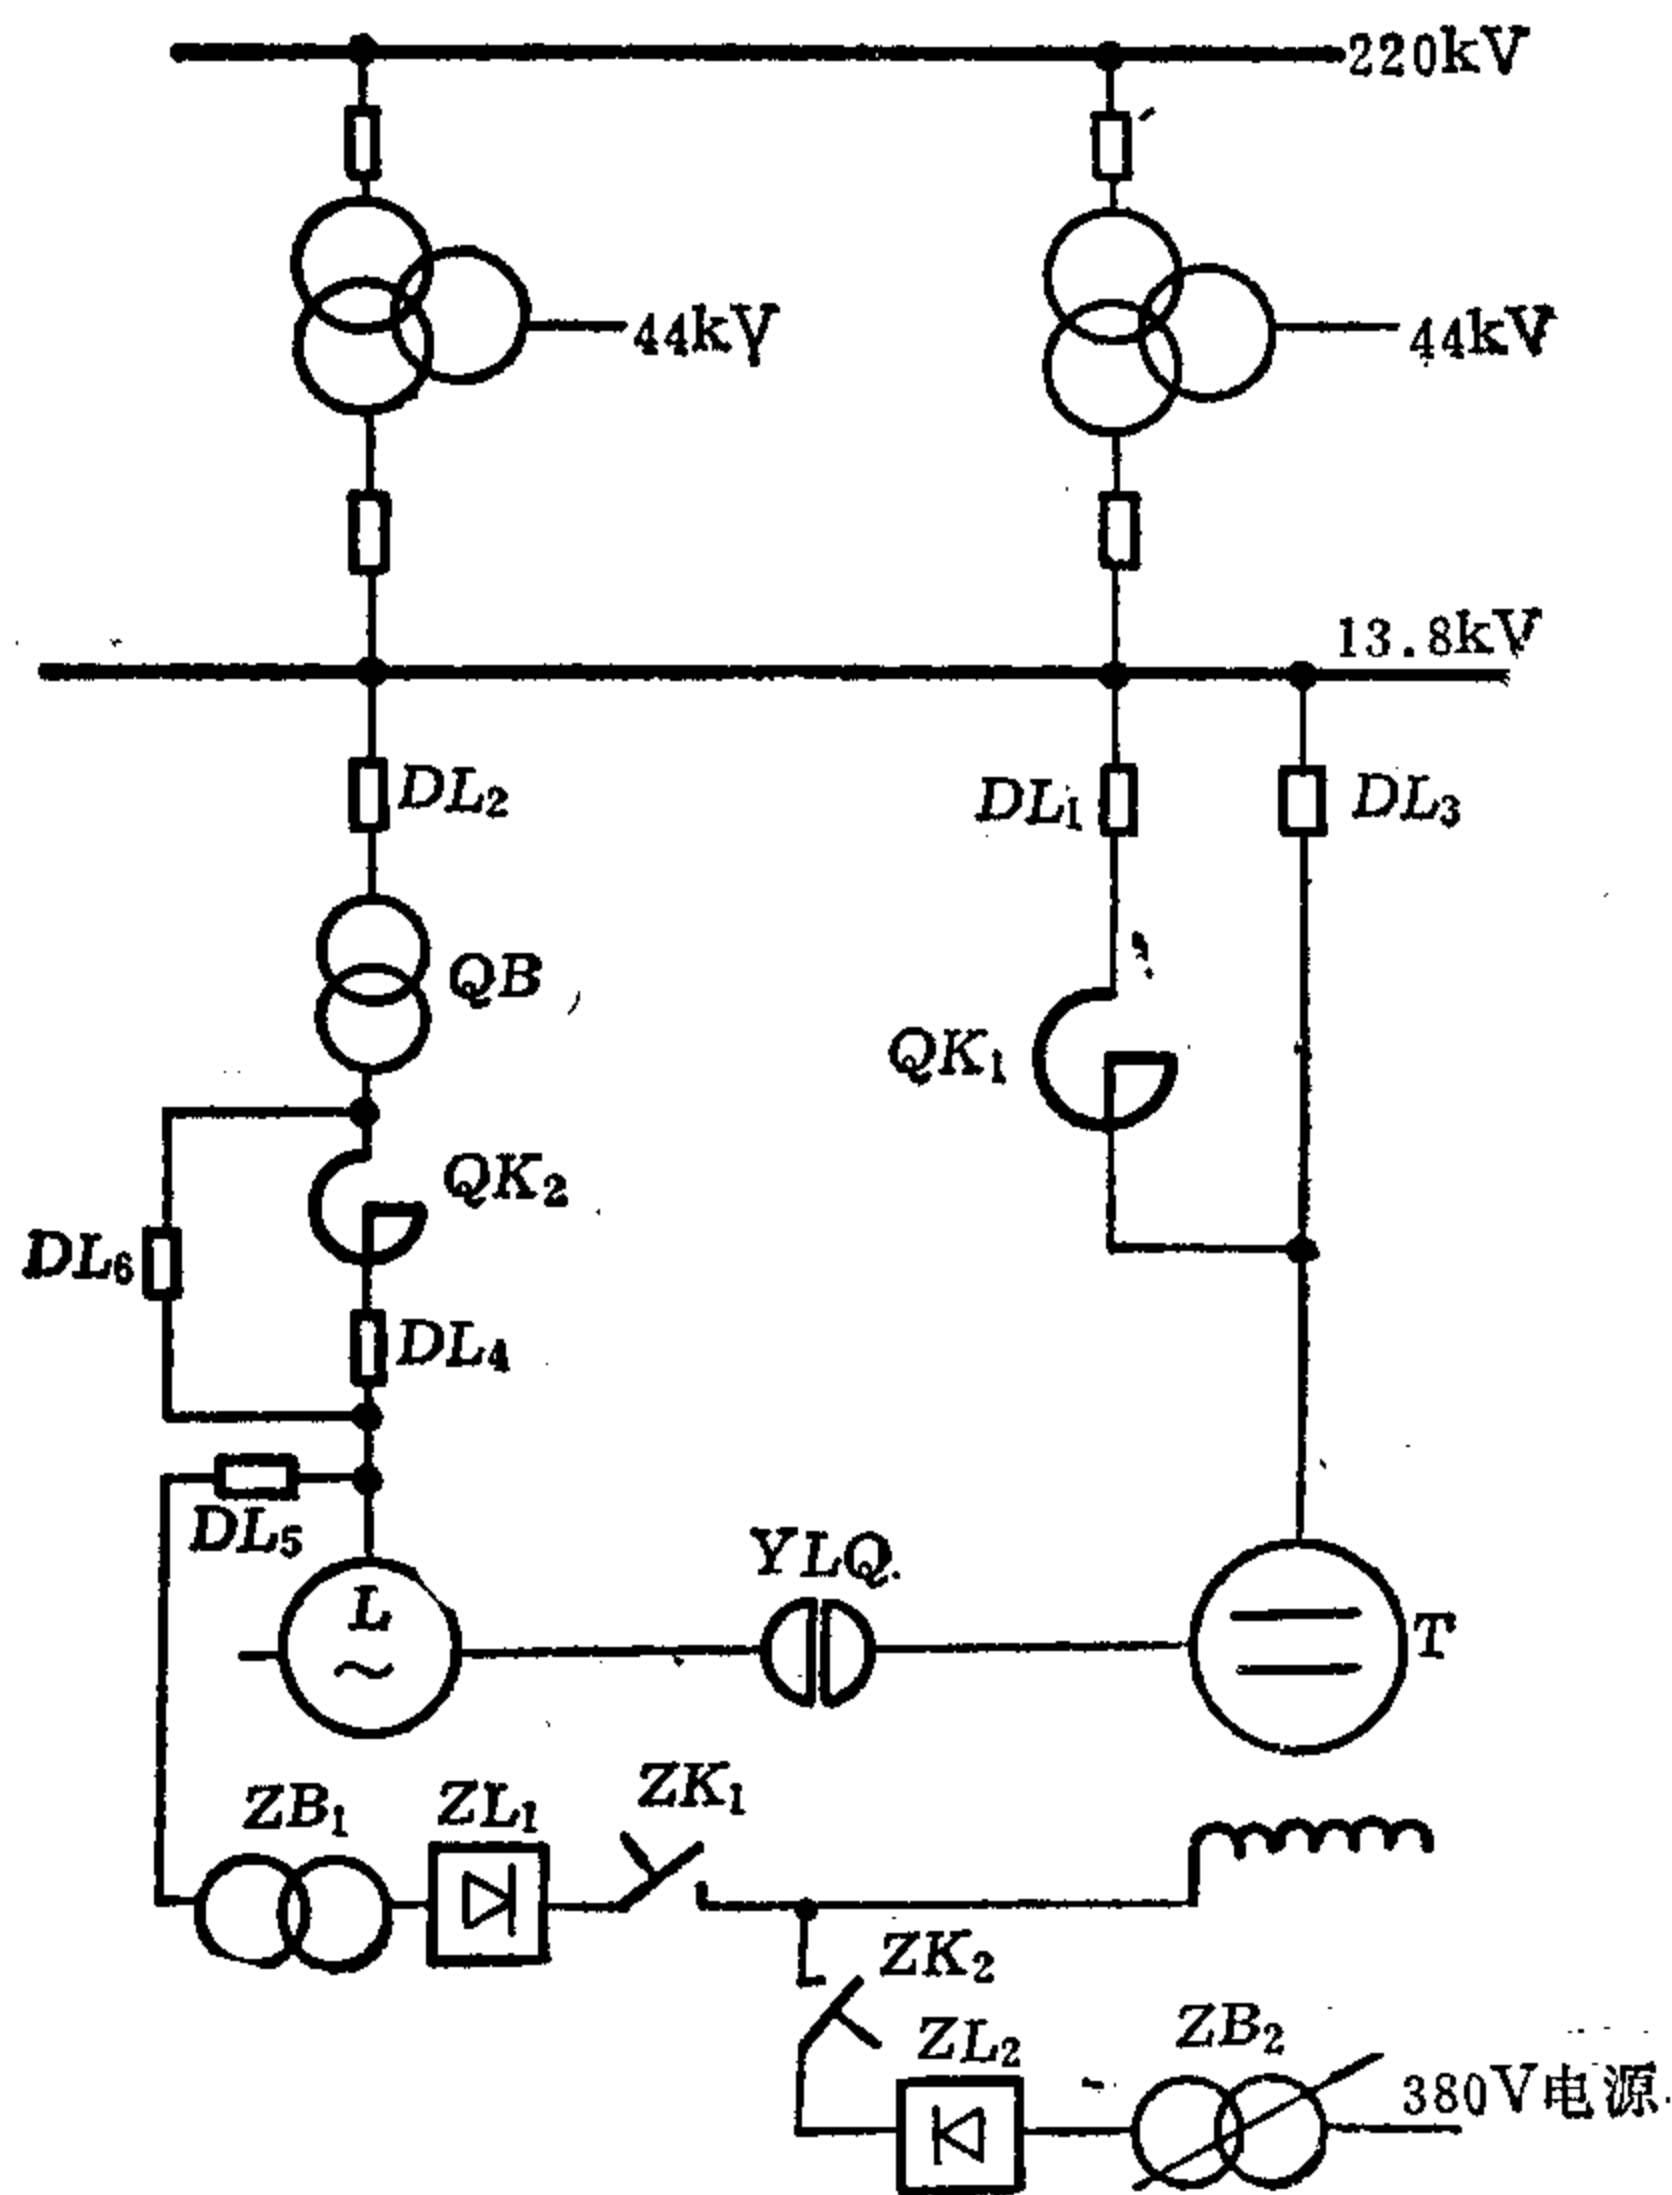 220kV
44kV
44kV
13.8kV
DL₂
DL₁
DL₃
QB
QK₁
QK₂
DL₆
DL₄
DL₅
YLQ
L
~
T
ZB₁
ZL₁
ZK₁
ZK₂
ZL₂
ZB₂
380V电源